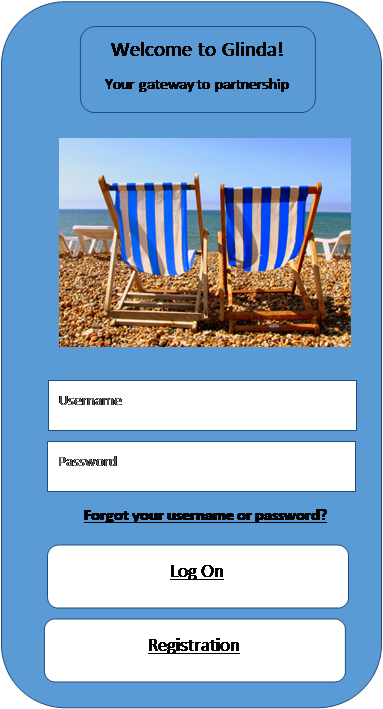 Welcome to Glinda!
Your gateway to partnership
Username
Password
Forgot your username or password?
Log On
Registration